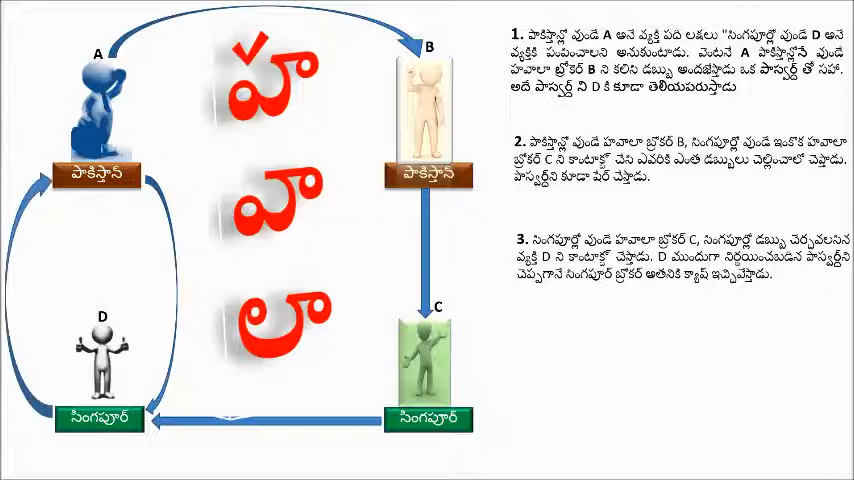 A
B
హ
వా
లా
పాకిస్తాన్
పాకిస్తాన్
D
C
సింగపూర్
సింగపూర్
1. పాకిస్తాన్లో వుండే A అనే వ్యక్తి పది లక్షలు "సింగపూర్లో వుండే D అనే
వ్యక్తికి పంపించాలని అనుకుంటాడు. వెంటనే A పాకిస్తాన్లోనే వుండే
హవాలా బ్రోకర్ B ని కలిసి డబ్బు అందజేస్తాడు ఒక పాస్వర్డ్ తో సహా.
అదే పాస్వర్డ్ ని D కి కూడా తెలియపరుస్తాడు
2. పాకిస్తాన్లో వుండే హవాలా బ్రోకర్ B, సింగపూర్లో వుండే ఇంకొక హవాలా
బ్రోకర్ C ని కాంటాక్ట్ చేసి ఎవరికి ఎంత డబ్బులు చెల్లించాలో చెప్తాడు.
పాస్వర్డ్‌ని కూడా షేర్ చేస్తాడు.
3. సింగపూర్లో వుండే హవాలా బ్రోకర్ C, సింగపూర్లో డబ్బు చేర్చవలసిన
వ్యక్తి D ని కాంటాక్ట్ చేస్తాడు. D ముందుగా నిర్ణయించబడిన పాస్వర్డ్‌ని
చెప్పగానే సింగపూర్ బ్రోకర్ అతనికి క్యాష్ ఇచ్చివేస్తాడు.